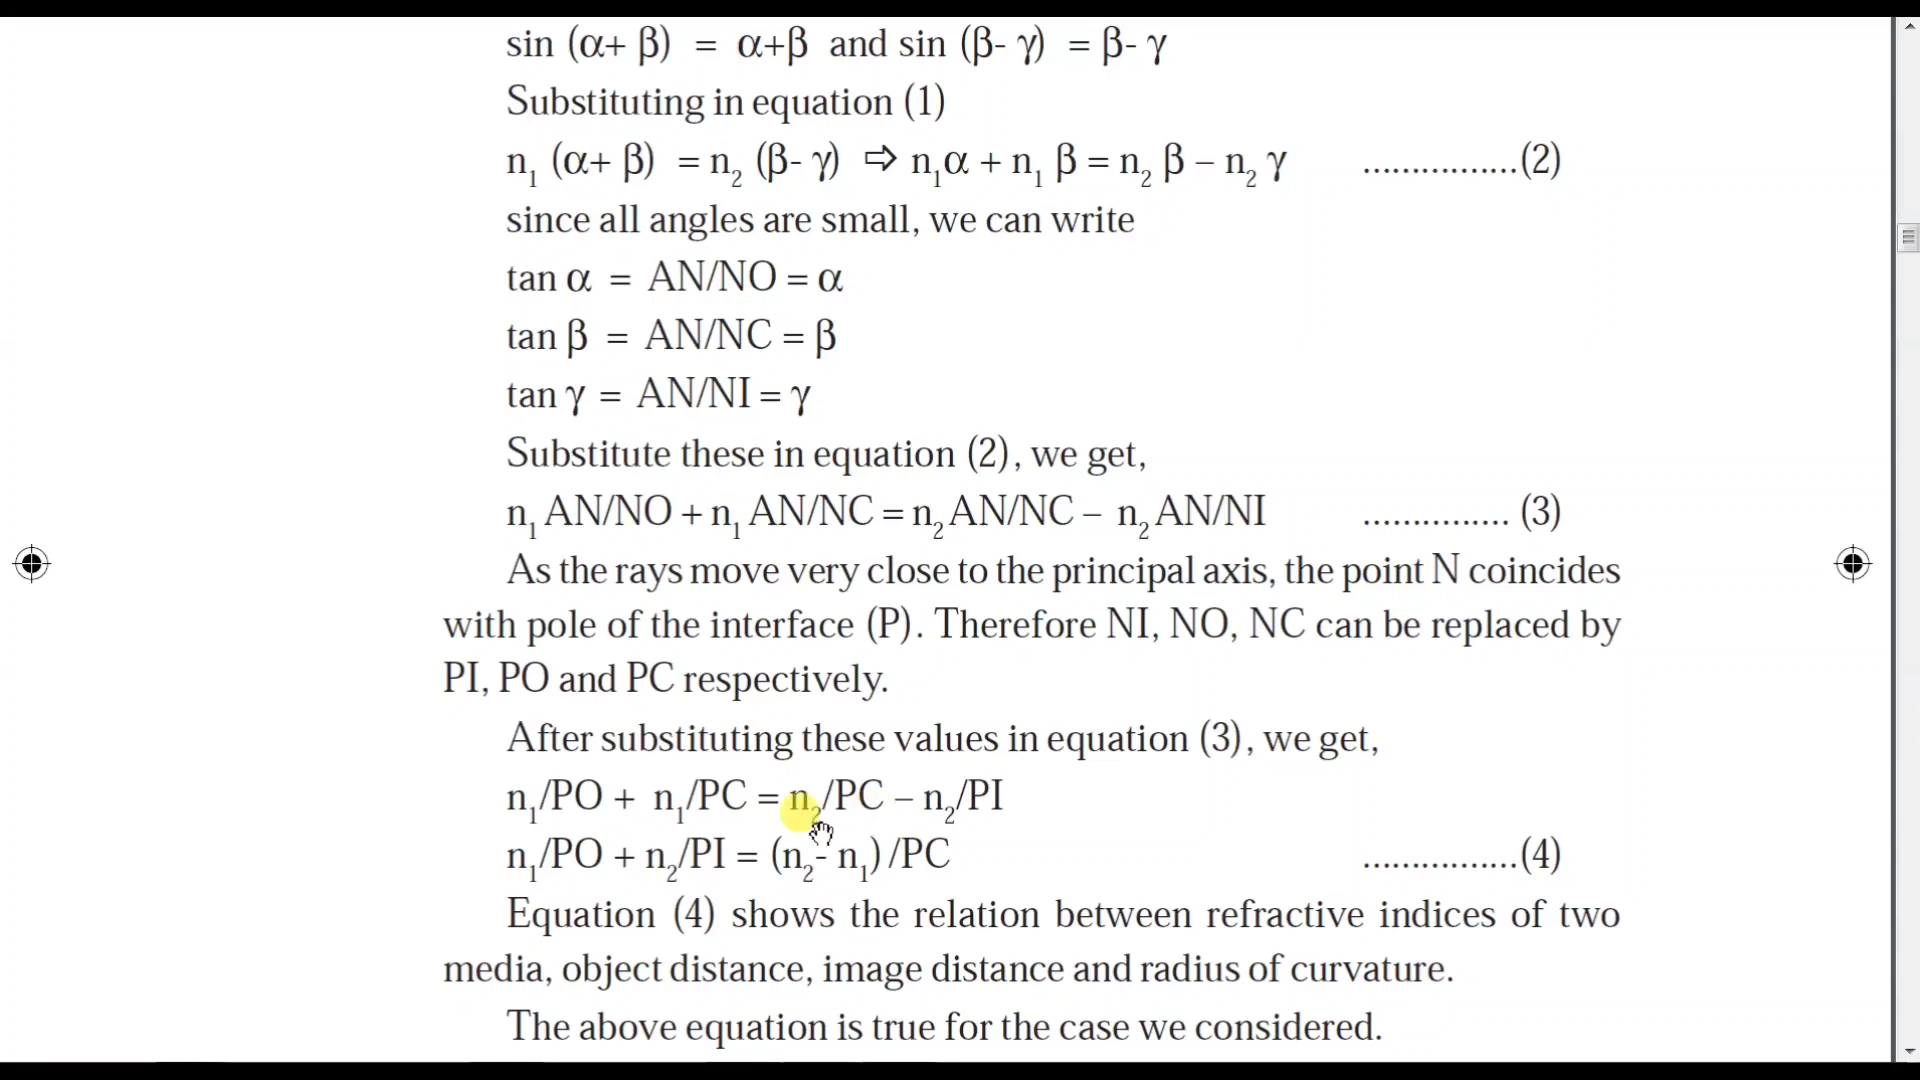 sin (α+ β) = α+β and sin (β- γ) = β- γ
Substituting in equation (1)
n₁ (α+ β) = n₂ (β- γ) ⇨ n₁α + n₁ β = n₂ β – n₂ γ ................(2)
since all angles are small, we can write
tan α = AN/NO = α
tan β = AN/NC = β
tan γ = AN/NI = γ
Substitute these in equation (2), we get,
n₁ AN/NO + n₁ AN/NC = n₂ AN/NC – n₂ AN/NI ............... (3)
As the rays move very close to the principal axis, the point N coincides
with pole of the interface (P). Therefore NI, NO, NC can be replaced by
PI, PO and PC respectively.
After substituting these values in equation (3), we get,
n₁/PO + n₁/PC = n₂/PC – n₂/PI
n₁/PO + n₂/PI = (n₂- n₁) /PC ................(4)
Equation (4) shows the relation between refractive indices of two
media, object distance, image distance and radius of curvature.
The above equation is true for the case we considered.